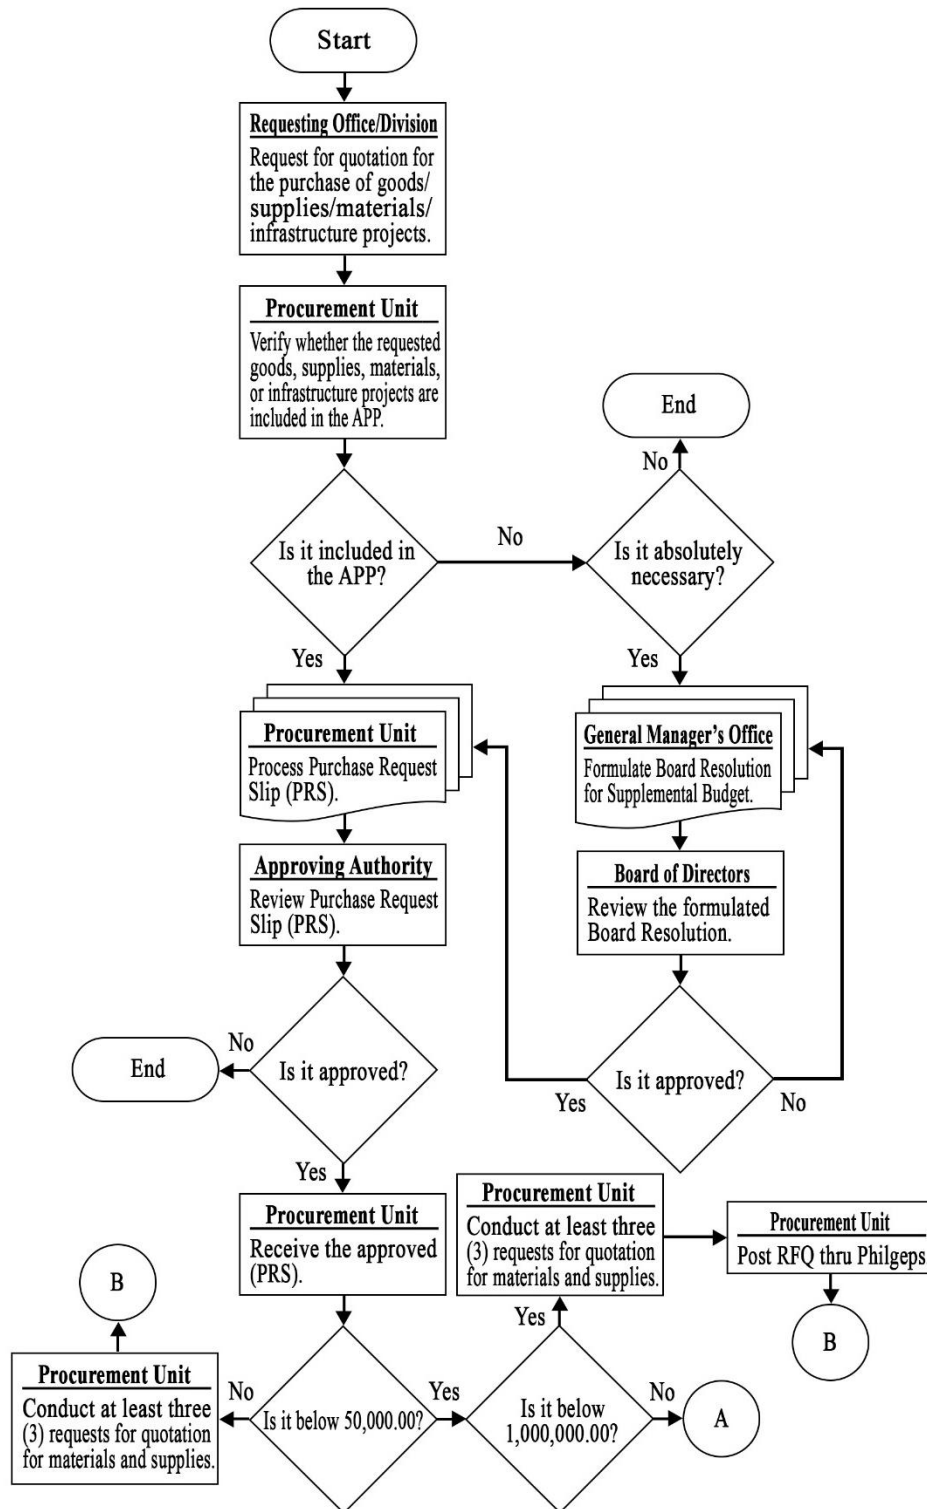 Start
Requesting Office/Division
Request for quotation for
the purchase of goods/
supplies/materials/
infrastructure projects.
Procurement Unit
Verify whether the requested
goods, supplies, materials,
or infrastructure projects are
included in the APP.
End
No
Is it included in
the APP?
No
Is it absolutely
necessary?
Yes
Yes
Procurement Unit
Process Purchase Request
Slip (PRS).
General Manager's Office
Formulate Board Resolution
for Supplemental Budget.
Approving Authority
Review Purchase Request
Slip (PRS).
Board of Directors
Review the formulated
Board Resolution.
End
No
Is it approved?
Yes
Is it approved?
Yes
No
Procurement Unit
Receive the approved
(PRS).
Procurement Unit
Conduct at least three
(3) requests for quotation
for materials and supplies.
Procurement Unit
Post RFQ thru Philgeps.
B
B
Yes
Procurement Unit
Conduct at least three
(3) requests for quotation
for materials and supplies.
No
Is it below 50,000.00?
Yes
Is it below
1,000,000.00?
No
A